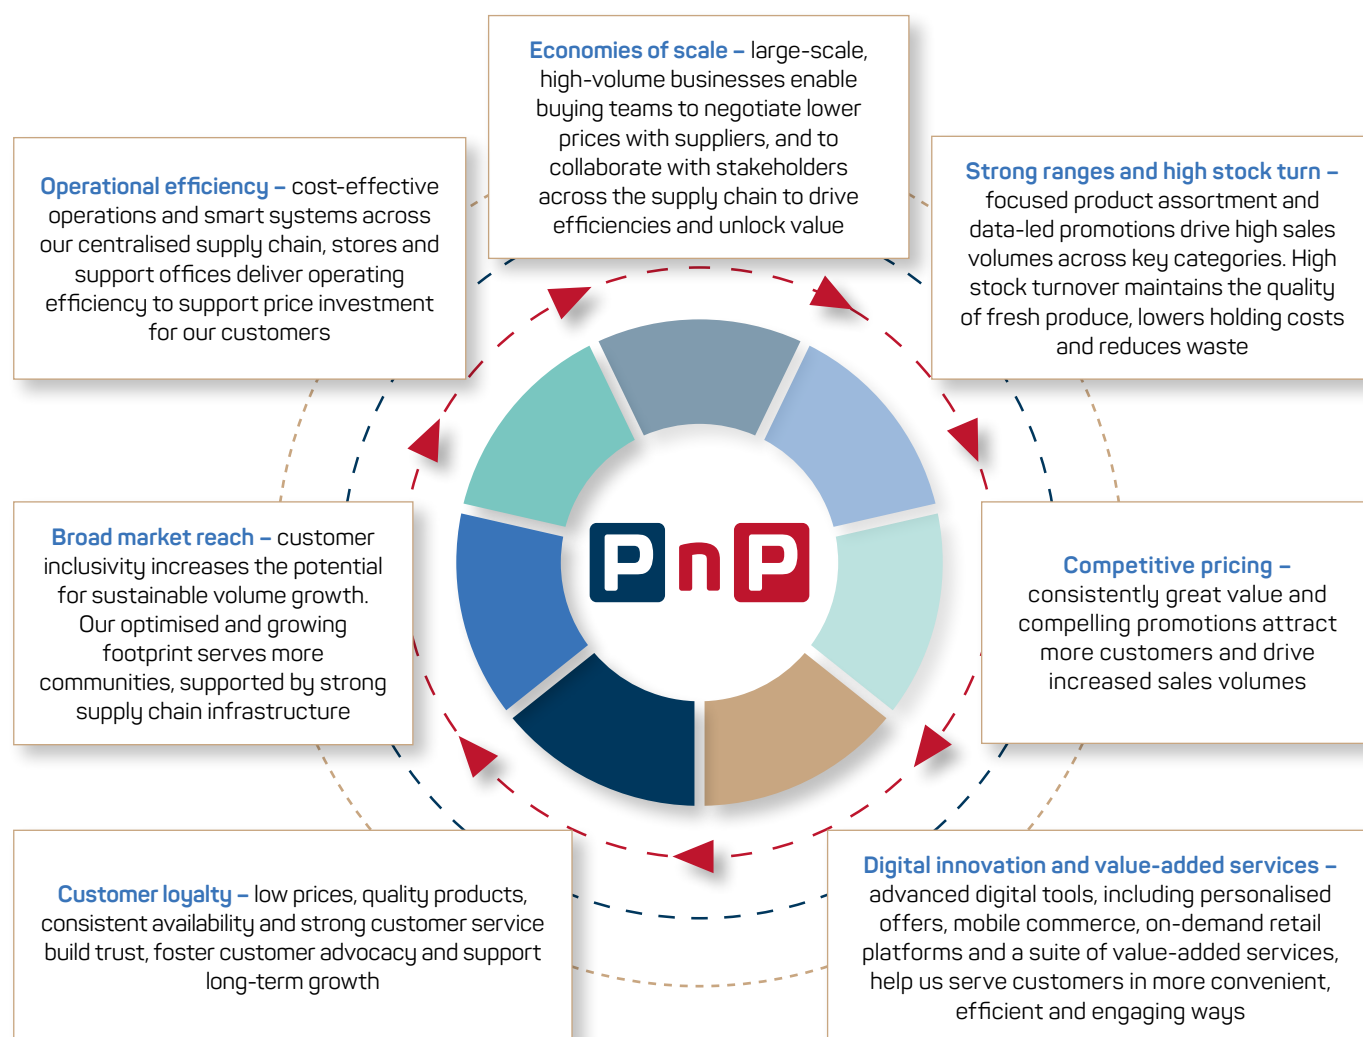 Economies of scale – large-scale,
high-volume businesses enable
buying teams to negotiate lower
prices with suppliers, and to
collaborate with stakeholders
across the supply chain to drive
efficiencies and unlock value
Strong ranges and high stock turn –
focused product assortment and
data-led promotions drive high sales
volumes across key categories. High
stock turnover maintains the quality
of fresh produce, lowers holding costs
and reduces waste
Competitive pricing –
consistently great value and
compelling promotions attract
more customers and drive
increased sales volumes
Digital innovation and value-added services –
advanced digital tools, including personalised
offers, mobile commerce, on-demand retail
platforms and a suite of value-added services,
help us serve customers in more convenient,
efficient and engaging ways
Customer loyalty – low prices, quality products,
consistent availability and strong customer service
build trust, foster customer advocacy and support
long-term growth
Broad market reach – customer
inclusivity increases the potential
for sustainable volume growth.
Our optimised and growing
footprint serves more
communities, supported by strong
supply chain infrastructure
Operational efficiency – cost-effective
operations and smart systems across
our centralised supply chain, stores and
support offices deliver operating
efficiency to support price investment
for our customers
PnP